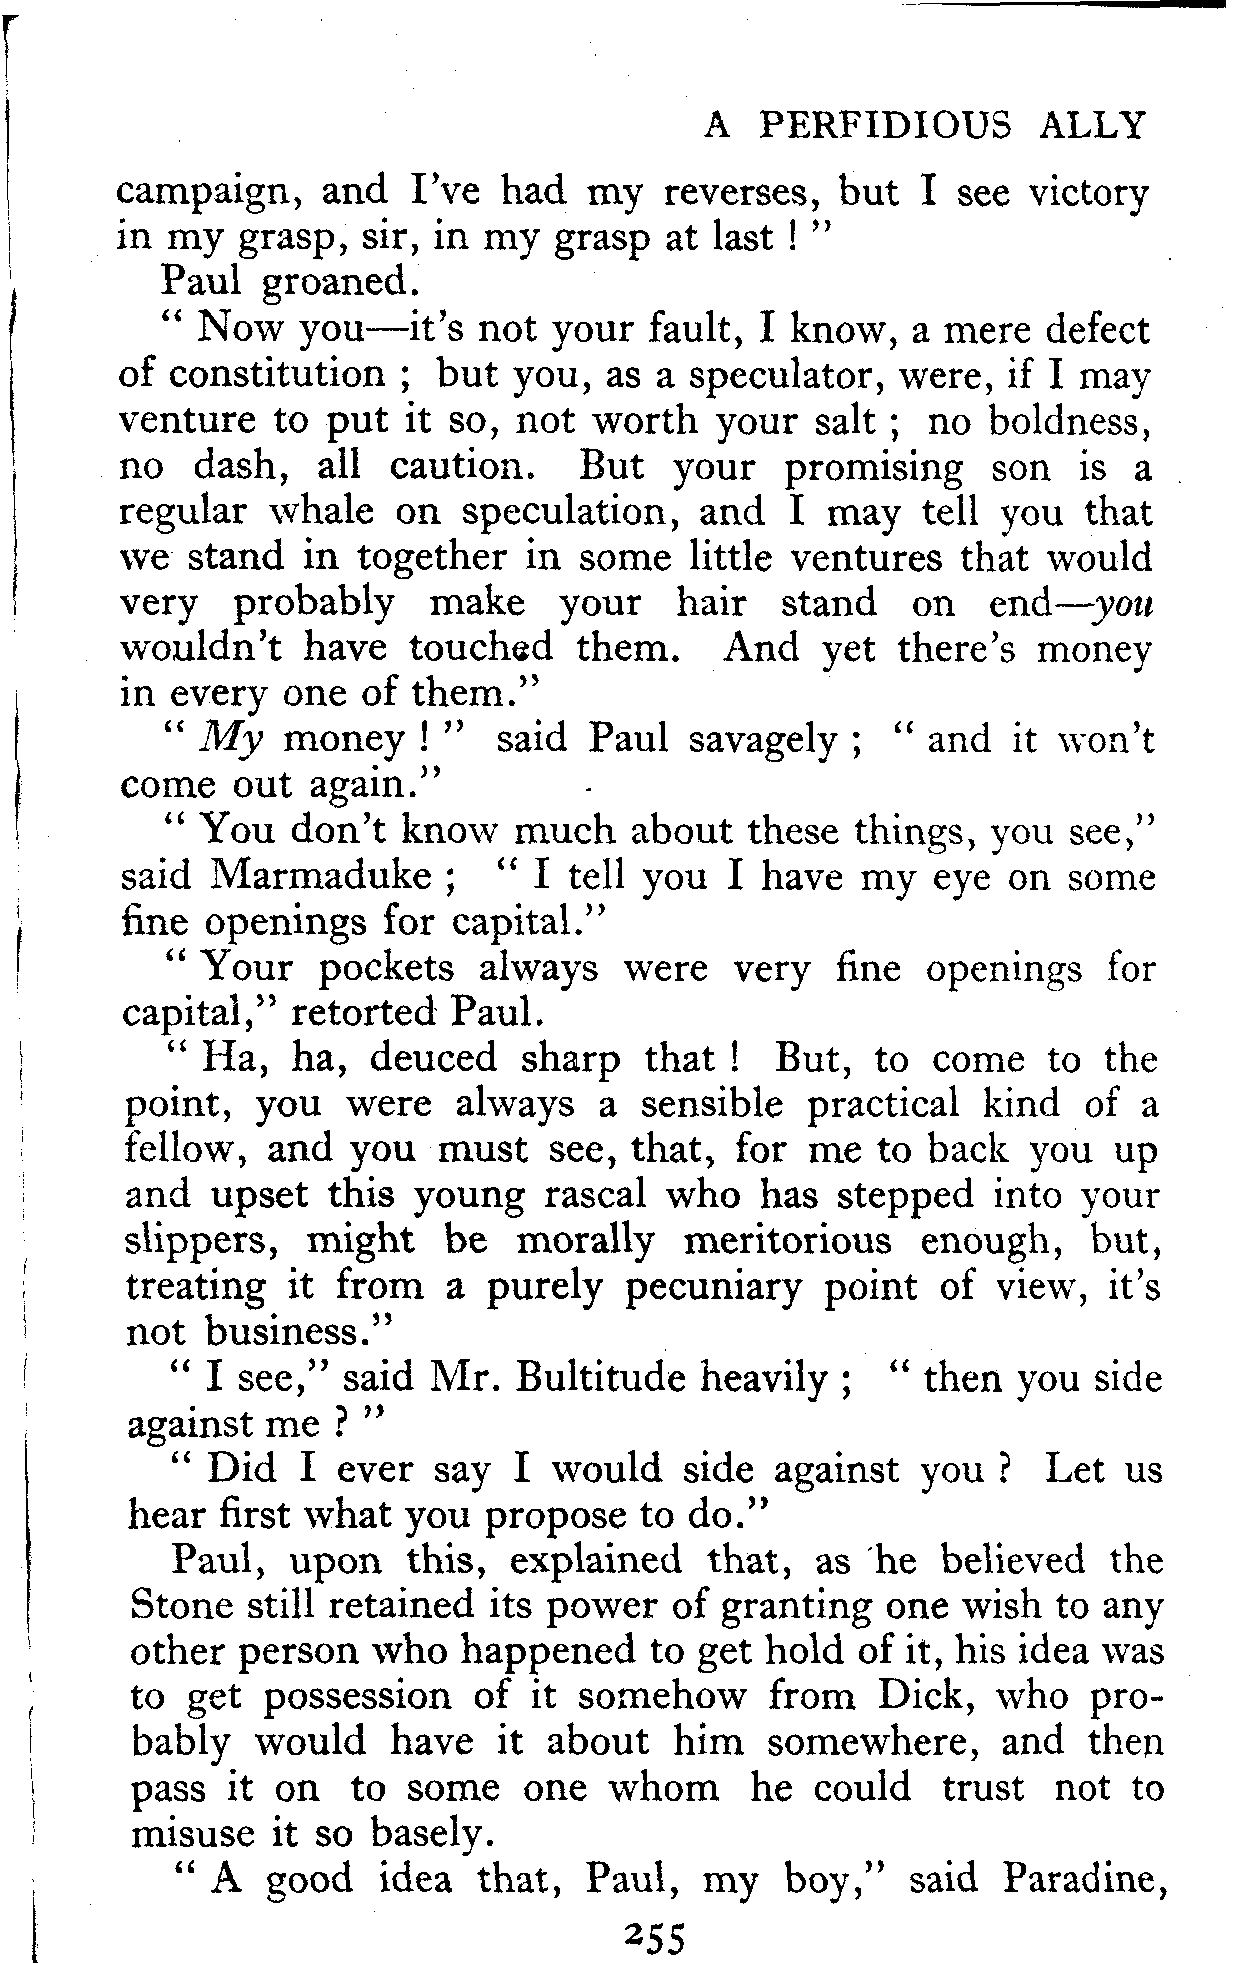 A PERFIDIOUS ALLY
campaign, and I've had my reverses, but I see victory
in my grasp, sir, in my grasp at last ! "
Paul groaned.
" Now you—it's not your fault, I know, a mere defect
of constitution ; but you, as a speculator, were, if I may
venture to put it so, not worth your salt ; no boldness,
no dash, all caution. But your promising son is a
regular whale on speculation, and I may tell you that
we stand in together in some little ventures that would
very probably make your hair stand on end—you
wouldn't have touched them. And yet there's money
in every one of them."
" My money ! " said Paul savagely ; " and it won't
come out again."
" You don't know much about these things, you see,"
said Marmaduke ; " I tell you I have my eye on some
fine openings for capital."
" Your pockets always were very fine openings for
capital," retorted Paul.
" Ha, ha, deuced sharp that ! But, to come to the
point, you were always a sensible practical kind of a
fellow, and you must see, that, for me to back you up
and upset this young rascal who has stepped into your
slippers, might be morally meritorious enough, but,
treating it from a purely pecuniary point of view, it's
not business."
" I see," said Mr. Bultitude heavily ; " then you side
against me ? "
" Did I ever say I would side against you ? Let us
hear first what you propose to do."
Paul, upon this, explained that, as he believed the
Stone still retained its power of granting one wish to any
other person who happened to get hold of it, his idea was
to get possession of it somehow from Dick, who pro-
bably would have it about him somewhere, and then
pass it on to some one whom he could trust not to
misuse it so basely.
" A good idea that, Paul, my boy," said Paradine,
255